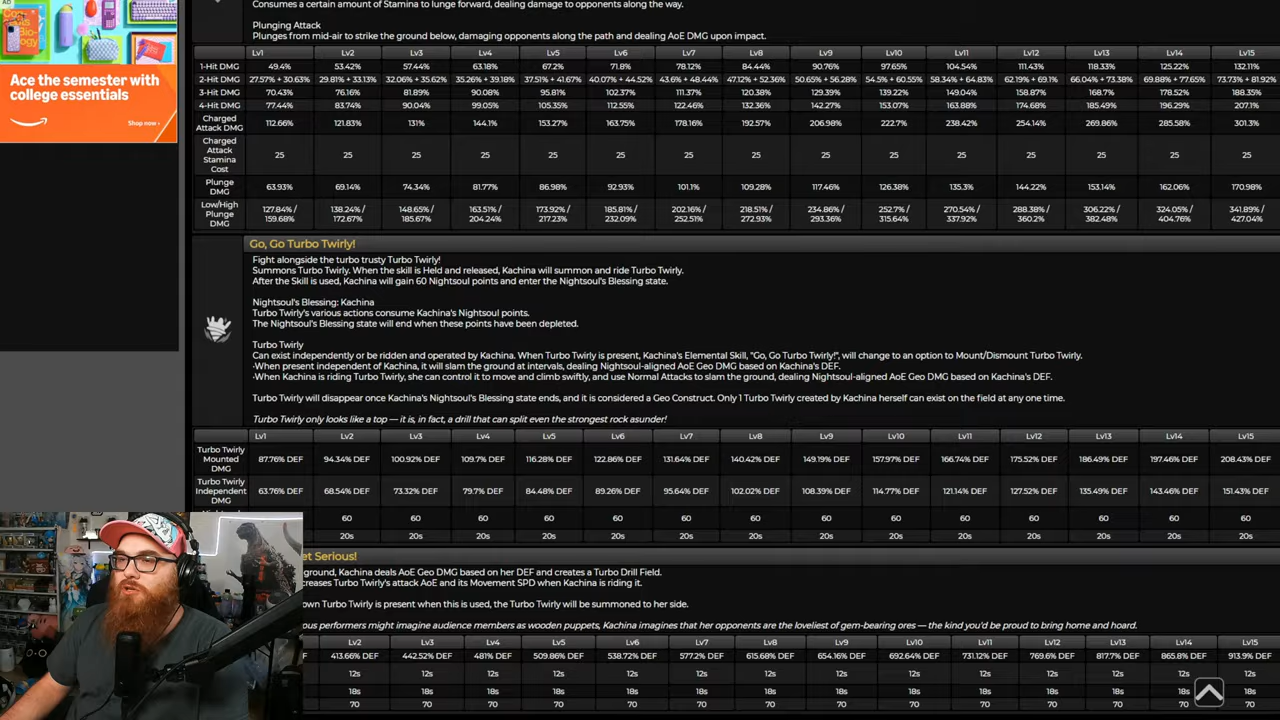 Consumes a certain amount of Stamina to lunge forward, dealing damage to opponents along the way.
Plunging Attack
Plunges from mid-air to strike the ground below, damaging opponents along the path and dealing AoE DMG upon impact.
AD
Ace the semester with
college essentials
Shop now ›
Lv1 Lv2 Lv3 Lv4 Lv5 Lv6 Lv7 Lv8 Lv9 Lv10 Lv11 Lv12 Lv13 Lv14 Lv15
1-Hit DMG 49.4% 53.42% 57.44% 63.18% 67.2% 71.8% 78.12% 84.44% 90.76% 97.65% 104.54% 111.43% 118.33% 125.22% 132.11%
2-Hit DMG 27.57% + 30.63% 29.81% + 33.13% 32.06% + 35.62% 35.26% + 39.18% 37.51% + 41.67% 40.07% + 44.52% 43.6% + 48.44% 47.12% + 52.36% 50.65% + 56.28% 54.5% + 60.55% 58.34% + 64.83% 62.19% + 69.1% 66.04% + 73.38% 69.88% + 77.65% 73.73% + 81.92%
3-Hit DMG 70.43% 76.16% 81.89% 90.08% 95.81% 102.37% 111.37% 120.38% 129.39% 139.22% 149.04% 158.87% 168.7% 178.52% 188.35%
4-Hit DMG 77.44% 83.74% 90.04% 99.05% 105.35% 112.55% 122.46% 132.36% 142.27% 153.07% 163.88% 174.68% 185.49% 196.29% 207.1%
Charged
Attack DMG 112.66% 121.83% 131% 144.1% 153.27% 163.75% 178.16% 192.57% 206.98% 222.7% 238.42% 254.14% 269.86% 285.58% 301.3%
Charged
Attack
Stamina
Cost 25 25 25 25 25 25 25 25 25 25 25 25 25 25 25
Plunge
DMG 63.93% 69.14% 74.34% 81.77% 86.98% 92.93% 101.1% 109.28% 117.46% 126.38% 135.3% 144.22% 153.14% 162.06% 170.98%
Low/High
Plunge
DMG 127.84% / 159.68% 138.24% / 172.67% 148.65% / 185.67% 163.51% / 204.24% 173.92% / 217.23% 185.81% / 232.09% 202.16% / 252.51% 218.51% / 272.93% 234.86% / 293.36% 252.7% / 315.64% 270.54% / 337.92% 288.38% / 360.2% 306.22% / 382.48% 324.05% / 404.76% 341.89% / 427.04%
Go, Go Turbo Twirly!
Fight alongside the turbo trusty Turbo Twirly!
Summons Turbo Twirly. When the skill is Held and released, Kachina will summon and ride Turbo Twirly.
After the Skill is used, Kachina will gain 60 Nightsoul points and enter the Nightsoul's Blessing state.
Nightsoul's Blessing: Kachina
Turbo Twirly's various actions consume Kachina's Nightsoul points.
The Nightsoul's Blessing state will end when these points have been depleted.
Turbo Twirly
Can exist independently or be ridden and operated by Kachina. When Turbo Twirly is present, Kachina's Elemental Skill, "Go, Go Turbo Twirly!", will change to an option to Mount/Dismount Turbo Twirly.
·When present independent of Kachina, it will slam the ground at intervals, dealing Nightsoul-aligned AoE Geo DMG based on Kachina's DEF.
·When Kachina is riding Turbo Twirly, she can control it to move and climb swiftly, and use Normal Attacks to slam the ground, dealing Nightsoul-aligned AoE Geo DMG based on Kachina's DEF.
Turbo Twirly will disappear once Kachina's Nightsoul's Blessing state ends, and it is considered a Geo Construct. Only 1 Turbo Twirly created by Kachina herself can exist on the field at any one time.
Turbo Twirly only looks like a top — it is, in fact, a drill that can split even the strongest rock asunder!
Lv1 Lv2 Lv3 Lv4 Lv5 Lv6 Lv7 Lv8 Lv9 Lv10 Lv11 Lv12 Lv13 Lv14 Lv15
Turbo Twirly
Mounted
DMG 87.76% DEF 94.34% DEF 100.92% DEF 109.7% DEF 116.28% DEF 122.86% DEF 131.64% DEF 140.42% DEF 149.19% DEF 157.97% DEF 166.74% DEF 175.52% DEF 186.49% DEF 197.46% DEF 208.43% DEF
Turbo Twirly
Independent
DMG 63.76% DEF 68.54% DEF 73.32% DEF 79.7% DEF 84.48% DEF 89.26% DEF 95.64% DEF 102.02% DEF 108.39% DEF 114.77% DEF 121.14% DEF 127.52% DEF 135.49% DEF 143.46% DEF 151.43% DEF
60 60 60 60 60 60 60 60 60 60 60 60 60 60
20s 20s 20s 20s 20s 20s 20s 20s 20s 20s 20s 20s 20s 20s
et Serious!
ground, Kachina deals AoE Geo DMG based on her DEF and creates a Turbo Drill Field.
creases Turbo Twirly's attack AoE and its Movement SPD when Kachina is riding it.
own Turbo Twirly is present when this is used, the Turbo Twirly will be summoned to her side.
ous performers might imagine audience members as wooden puppets, Kachina imagines that her opponents are the loveliest of gem-bearing ores — the kind you'd be proud to bring home and hoard.
Lv2 Lv3 Lv4 Lv5 Lv6 Lv7 Lv8 Lv9 Lv10 Lv11 Lv12 Lv13 Lv14 Lv15
F 413.66% DEF 442.52% DEF 481% DEF 509.86% DEF 538.72% DEF 577.2% DEF 615.68% DEF 654.16% DEF 692.64% DEF 731.12% DEF 769.6% DEF 817.7% DEF 865.8% DEF 913.9% DEF
12s 12s 12s 12s 12s 12s 12s 12s 12s 12s 12s 12s 12s 12s
18s 18s 18s 18s 18s 18s 18s 18s 18s 18s 18s 18s 18s 18s
70 70 70 70 70 70 70 70 70 70 70 70 70 70